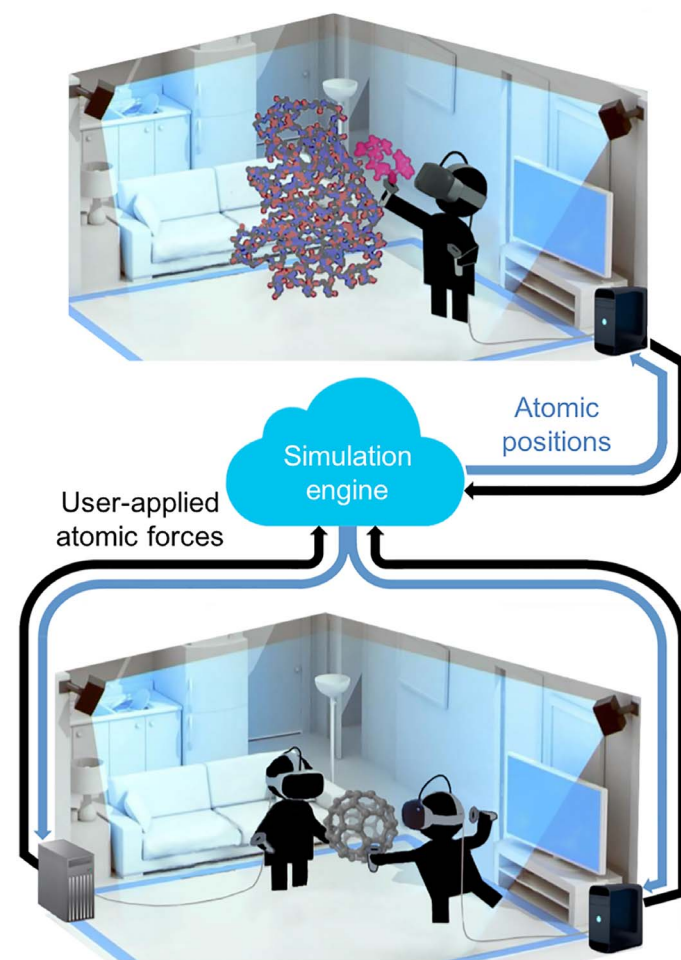 Atomic
positions
Simulation
engine
User-applied
atomic forces